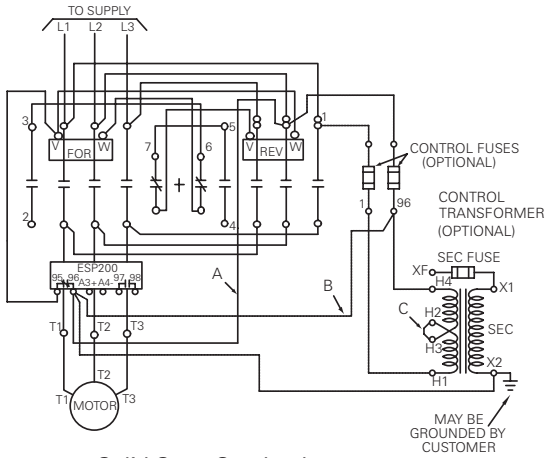 TO SUPPLY
L1 L2 L3
3
V FOR W
7
6
5
V REV W
1
CONTROL FUSES
(OPTIONAL)
2
4
1
96
CONTROL
TRANSFORMER
(OPTIONAL)
ESP200
95 96 A3+ A4- 97 98
A
B
C
SEC FUSE
XF
H4
X1
H2
SEC
H3
H1
X2
T1 T2 T3
T1 T2 T3
MOTOR
MAY BE
GROUNDED BY
CUSTOMER